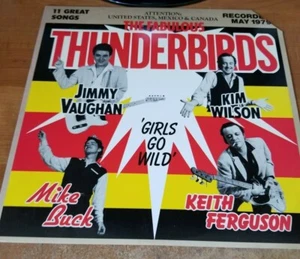 11 GREAT
SONGS
ATTENTION:
UNITED STATES, MEXICO & CANADA
RECORDED
MAY 1979
THE FABULOUS
THUNDERBIRDS
JIMMY
VAUGHAN
KIM
WILSON
'GIRLS
GO
WILD'
Mike
Buck
KEITH
FERGUSON